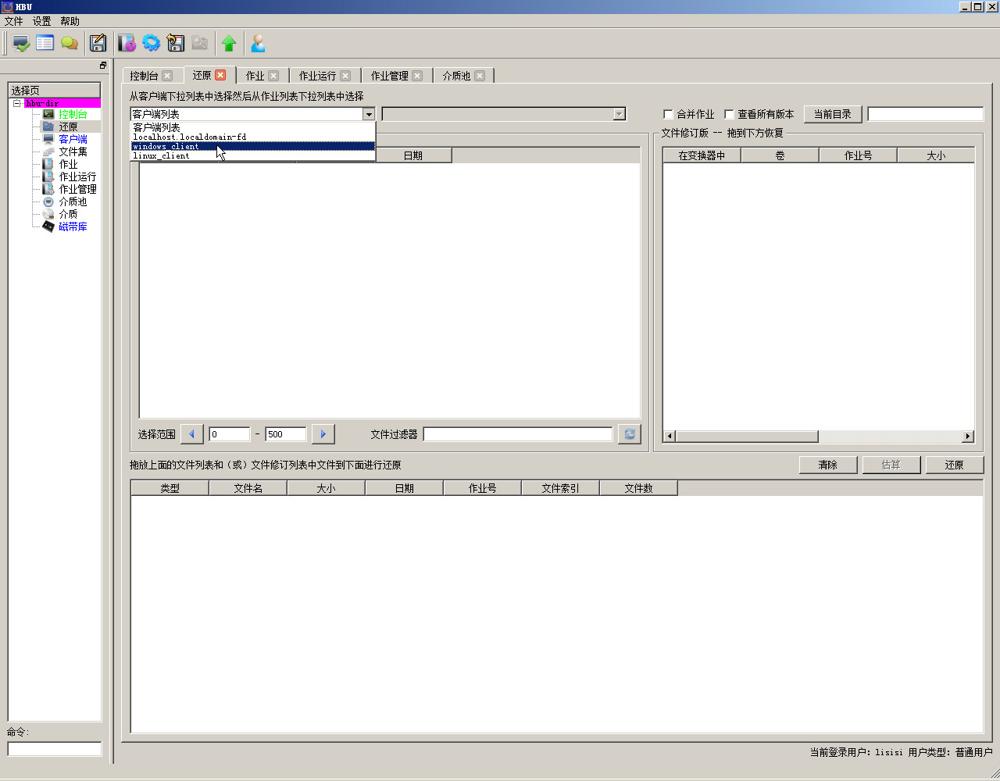 HBU
文件 设置 帮助
选择页
hbu-dir
控制台
还原
客户端
文件集
作业
作业运行
作业管理
介质池
介质
磁带库
命令:
控制台 还原 作业 作业运行 作业管理 介质池
从客户端下拉列表中选择然后从作业列表下拉列表中选择
客户端列表
客户端列表
localhost.localdomain-fd
windows_client
linux_client
合并作业 查看所有版本 当前目录
日期
文件修订版 -- 拖到下方恢复
在变换器中 卷 作业号 大小
选择范围 0 - 500 文件过滤器
拖放上面的文件列表和（或）文件修订列表中文件到下面进行还原
清除 估算 还原
类型 文件名 大小 日期 作业号 文件索引 文件数
当前登录用户: lisisi 用户类型: 普通用户